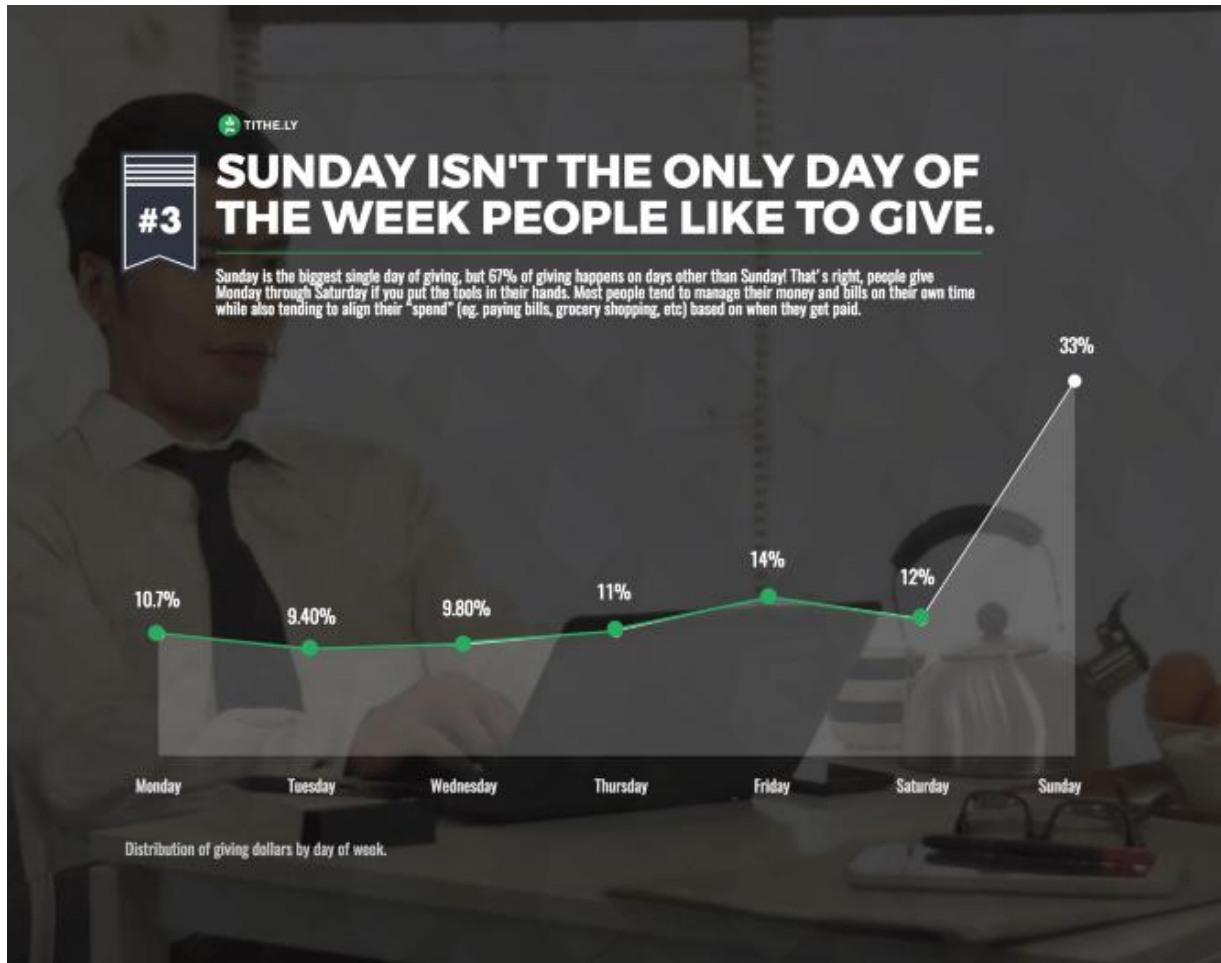 TITHE.LY
#3
SUNDAY ISN'T THE ONLY DAY OF
THE WEEK PEOPLE LIKE TO GIVE.
Sunday is the biggest single day of giving, but 67% of giving happens on days other than Sunday! That's right, people give
Monday through Saturday if you put the tools in their hands. Most people tend to manage their money and bills on their own time
while also tending to align their "spend" (eg. paying bills, grocery shopping, etc) based on when they get paid.
33%
14%
12%
11%
10.7%
9.80%
9.40%
Monday Tuesday Wednesday Thursday Friday Saturday Sunday
Distribution of giving dollars by day of week.